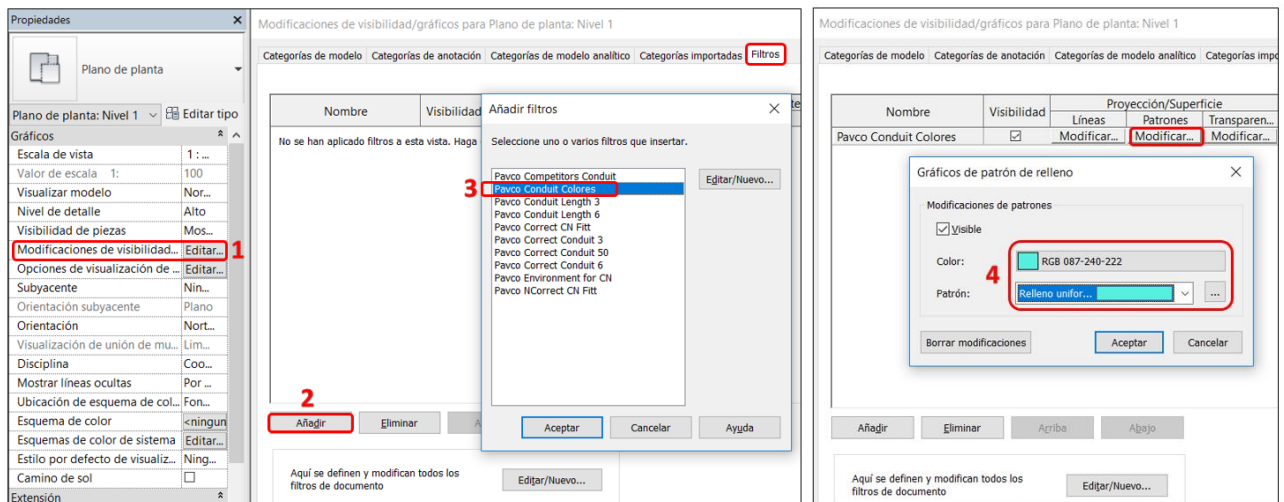 Propiedades
Plano de planta
Plano de planta: Nivel 1
Editar tipo
Gráficos
Escala de vista 1 : ...
Valor de escala 1: 100
Visualizar modelo Nor...
Nivel de detalle Alto
Visibilidad de piezas Mos...
Modificaciones de visibilidad... Editar... 1
Opciones de visualización de ... Editar...
Subyacente Nin...
Orientación subyacente Plano
Orientación Nort...
Visualización de unión de mu... Lim...
Disciplina Coo...
Mostrar líneas ocultas Por ...
Ubicación de esquema de col... Fon...
Esquema de color <ningun
Esquemas de color de sistema Editar...
Estilo por defecto de visualiz... Ning...
Camino de sol
Extensión
Modificaciones de visibilidad/gráficos para Plano de planta: Nivel 1
Categorías de modelo Categorías de anotación Categorías de modelo analítico Categorías importadas Filtros
Nombre Visibilidad
No se han aplicado filtros a esta vista. Haga
Añadir filtros
Seleccione uno o varios filtros que insertar.
Pavco Competitors Conduit
3 Pavco Conduit Colores
Pavco Conduit Length 3
Pavco Conduit Length 6
Pavco Correct CN Fitt
Pavco Correct Conduit 3
Pavco Correct Conduit 50
Pavco Correct Conduit 6
Pavco Environment for CN
Pavco NCorrect CN Fitt
Editar/Nuevo...
Aceptar Cancelar Ayuda
2
Añadir Eliminar
Aquí se definen y modifican todos los
filtros de documento
Editar/Nuevo...
Modificaciones de visibilidad/gráficos para Plano de planta: Nivel 1
Categorías de modelo Categorías de anotación Categorías de modelo analítico Categorías impo
Nombre Visibilidad Proyección/Superficie
Líneas Patrones Transparen...
Pavco Conduit Colores Modificar... Modificar... Modificar...
Gráficos de patrón de relleno
Modificaciones de patrones
Visible
Color: RGB 087-240-222
4
Patrón: Relleno unifor... ...
Borrar modificaciones Aceptar Cancelar
Añadir Eliminar Arriba Abajo
Aquí se definen y modifican todos los
filtros de documento
Editar/Nuevo...